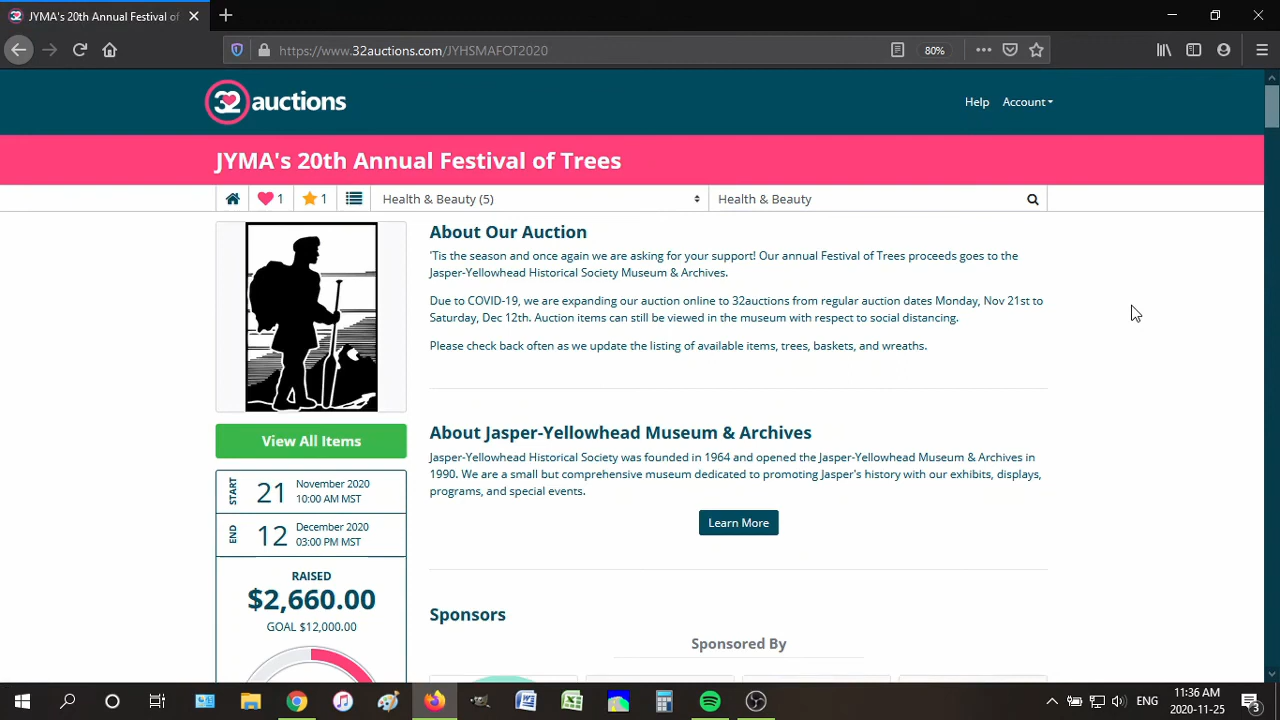 JYMA's 20th Annual Festival of
https://www.32auctions.com/JYHSMAFOT2020
80%
32auctions
Help
Account
JYMA's 20th Annual Festival of Trees
1
1
Health & Beauty (5)
Health & Beauty
About Our Auction
'Tis the season and once again we are asking for your support! Our annual Festival of Trees proceeds goes to the
Jasper-Yellowhead Historical Society Museum & Archives.
Due to COVID-19, we are expanding our auction online to 32auctions from regular auction dates Monday, Nov 21st to
Saturday, Dec 12th. Auction items can still be viewed in the museum with respect to social distancing.
Please check back often as we update the listing of available items, trees, baskets, and wreaths.
View All Items
About Jasper-Yellowhead Museum & Archives
Jasper-Yellowhead Historical Society was founded in 1964 and opened the Jasper-Yellowhead Museum & Archives in
1990. We are a small but comprehensive museum dedicated to promoting Jasper's history with our exhibits, displays,
programs, and special events.
Learn More
START
21
November 2020
10:00 AM MST
END
12
December 2020
03:00 PM MST
RAISED
$2,660.00
GOAL $12,000.00
Sponsors
Sponsored By
ENG
11:36 AM
2020-11-25
3